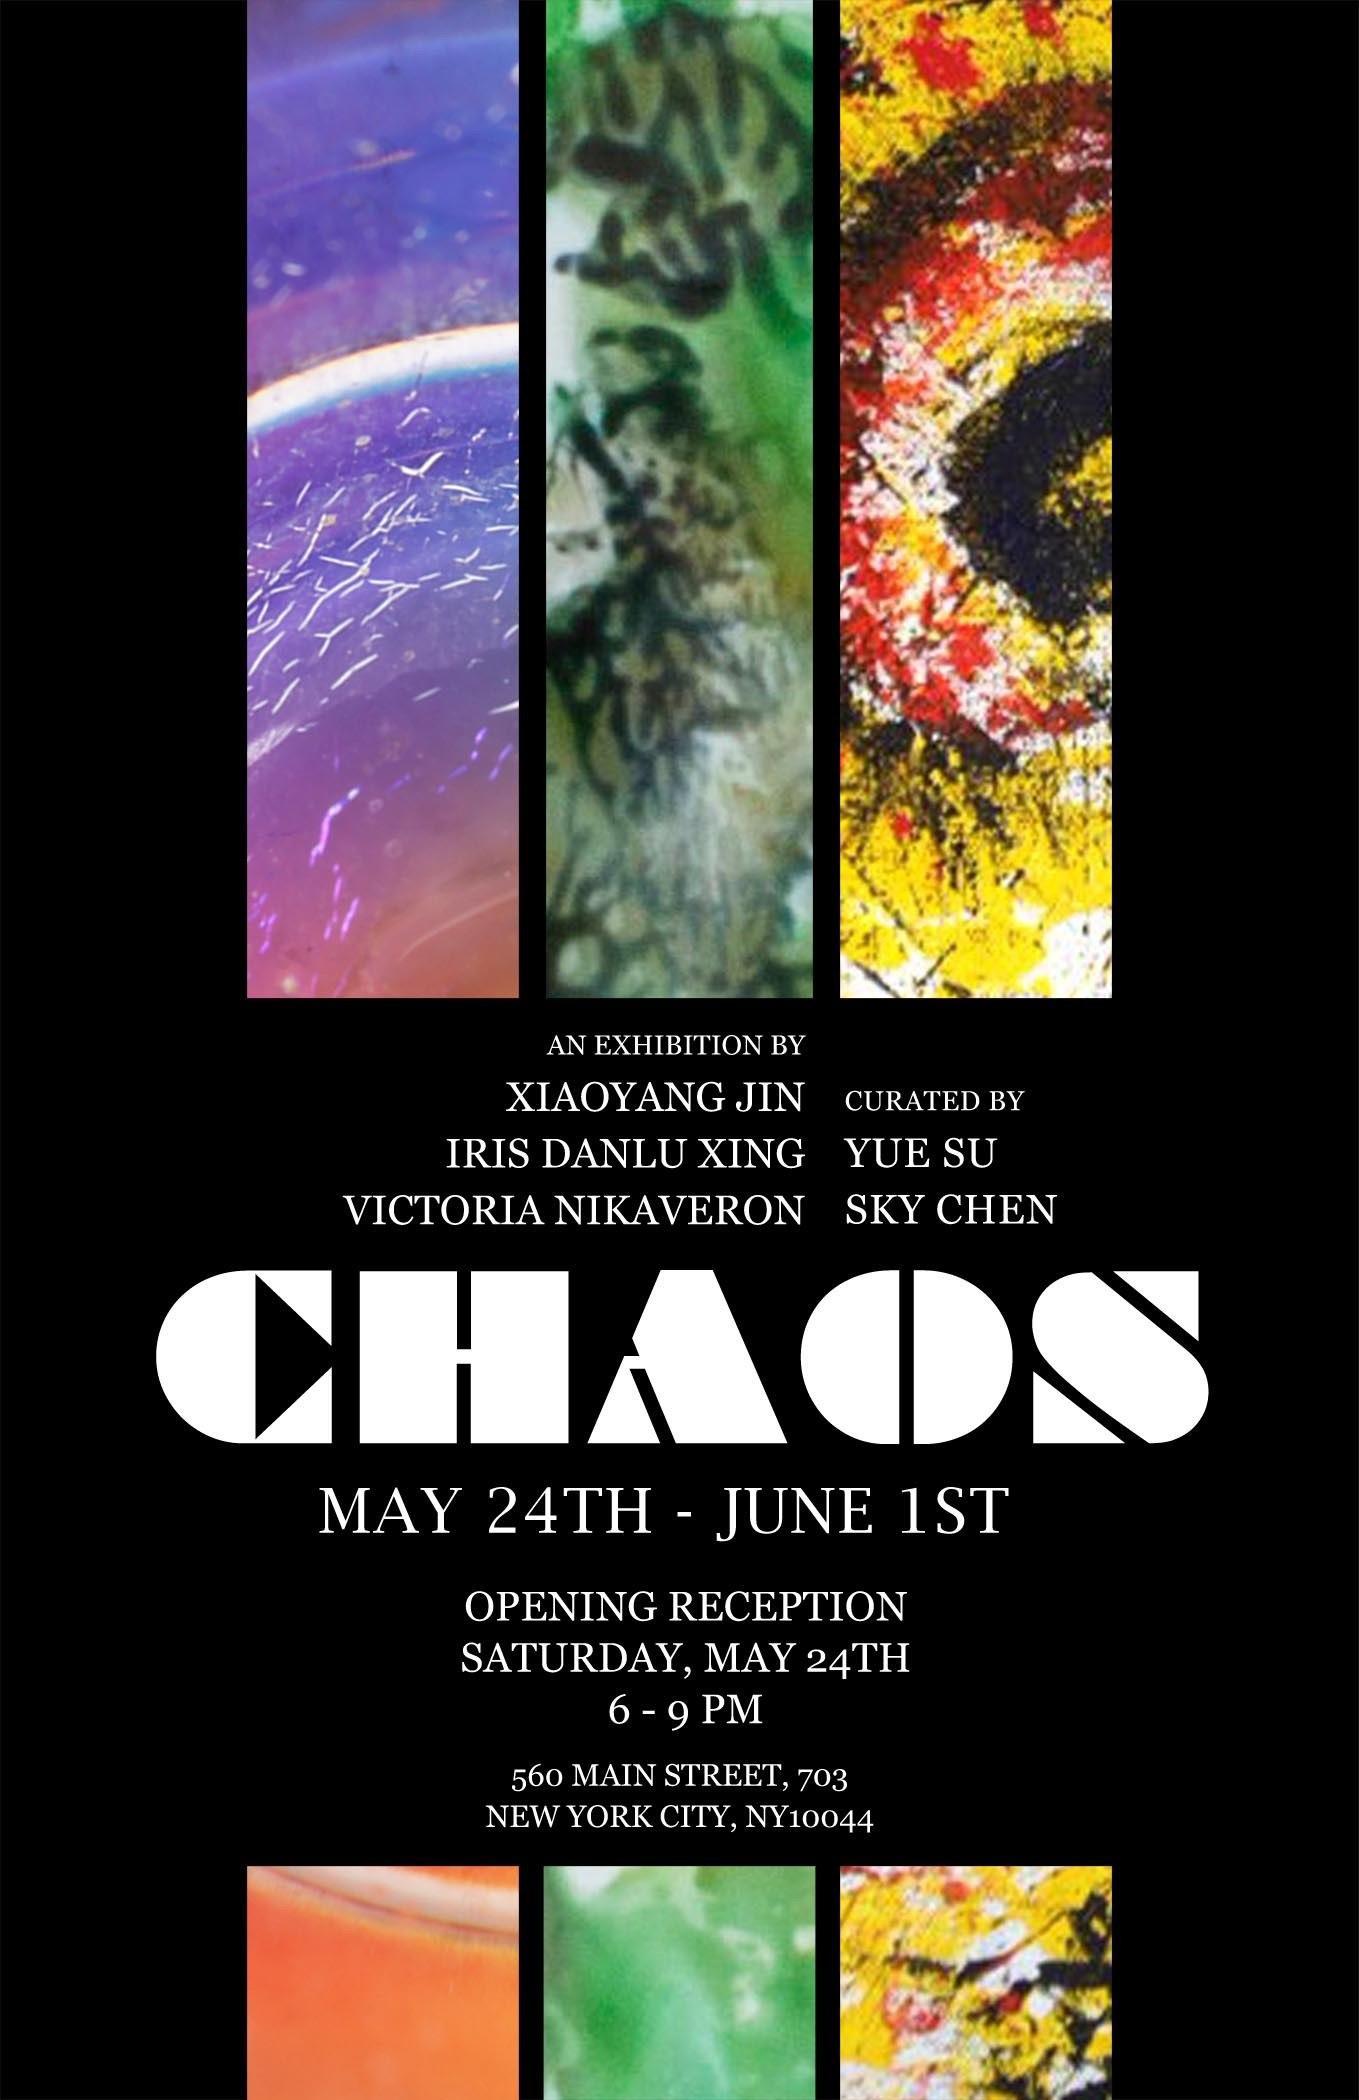 AN EXHIBITION BY
XIAOYANG JIN
IRIS DANLU XING
VICTORIA NIKAVERON
CURATED BY
YUE SU
SKY CHEN
CHAOS
MAY 24TH - JUNE 1ST
OPENING RECEPTION
SATURDAY, MAY 24TH
6 - 9 PM
560 MAIN STREET, 703
NEW YORK CITY, NY10044